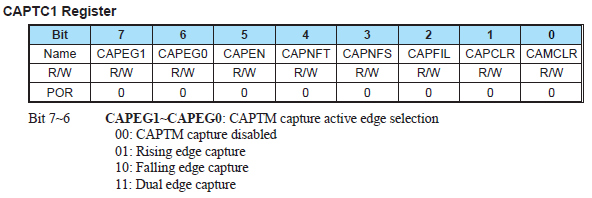 CAPTC1 Register
Bit 7 6 5 4 3 2 1 0
Name CAPEG1 CAPEG0 CAPEN CAPNFT CAPNFS CAPFIL CAPCLR CAMCLR
R/W R/W R/W R/W R/W R/W R/W R/W R/W
POR 0 0 0 0 0 0 0 0
Bit 7~6 CAPEG1~CAPEG0: CAPTM capture active edge selection
00: CAPTM capture disabled
01: Rising edge capture
10: Falling edge capture
11: Dual edge capture